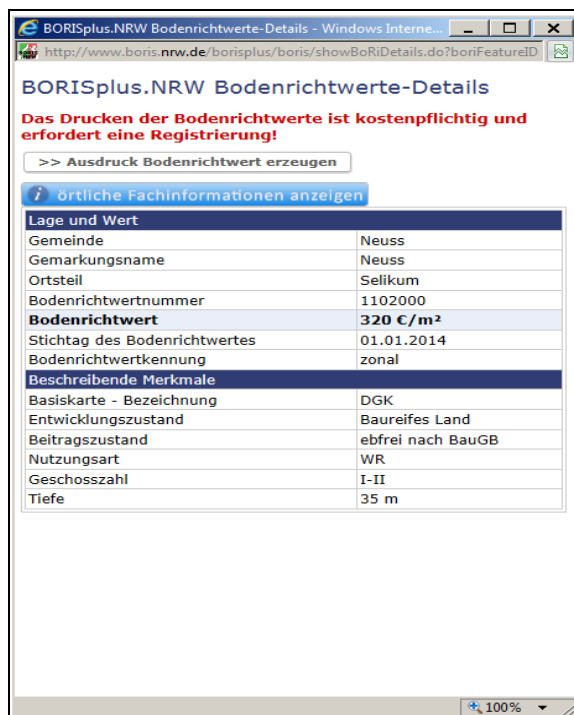 BORISplus.NRW Bodenrichtwerte-Details - Windows Interne...
http://www.boris.nrw.de/borisplus/boris/showBoRiDetails.do?boriFeatureID
BORISplus.NRW Bodenrichtwerte-Details
Das Drucken der Bodenrichtwerte ist kostenpflichtig und
erfordert eine Registrierung!
>> Ausdruck Bodenrichtwert erzeugen
i örtliche Fachinformationen anzeigen
Lage und Wert
Gemeinde Neuss
Gemarkungsname Neuss
Ortsteil Selikum
Bodenrichtwertnummer 1102000
Bodenrichtwert 320 €/m²
Stichtag des Bodenrichtwertes 01.01.2014
Bodenrichtwertkennung zonal
Beschreibende Merkmale
Basiskarte - Bezeichnung DGK
Entwicklungszustand Baureifes Land
Beitragszustand ebfrei nach BauGB
Nutzungsart WR
Geschosszahl I-II
Tiefe 35 m
100%